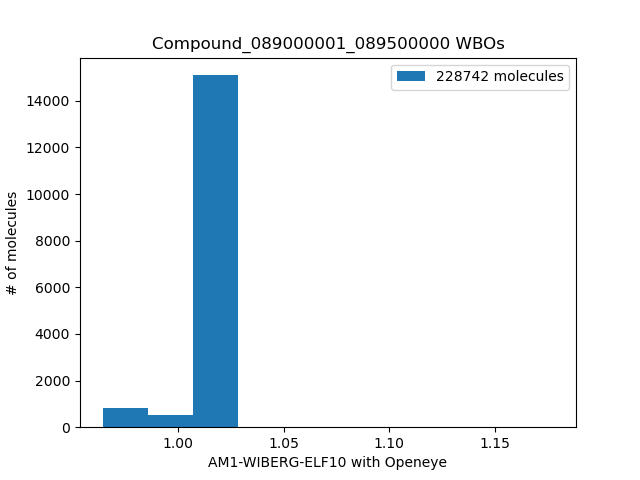 Compound_089000001_089500000 WBOs
228742 molecules
# of molecules
14000
12000
10000
8000
6000
4000
2000
0
1.00 1.05 1.10 1.15
AM1-WIBERG-ELF10 with Openeye